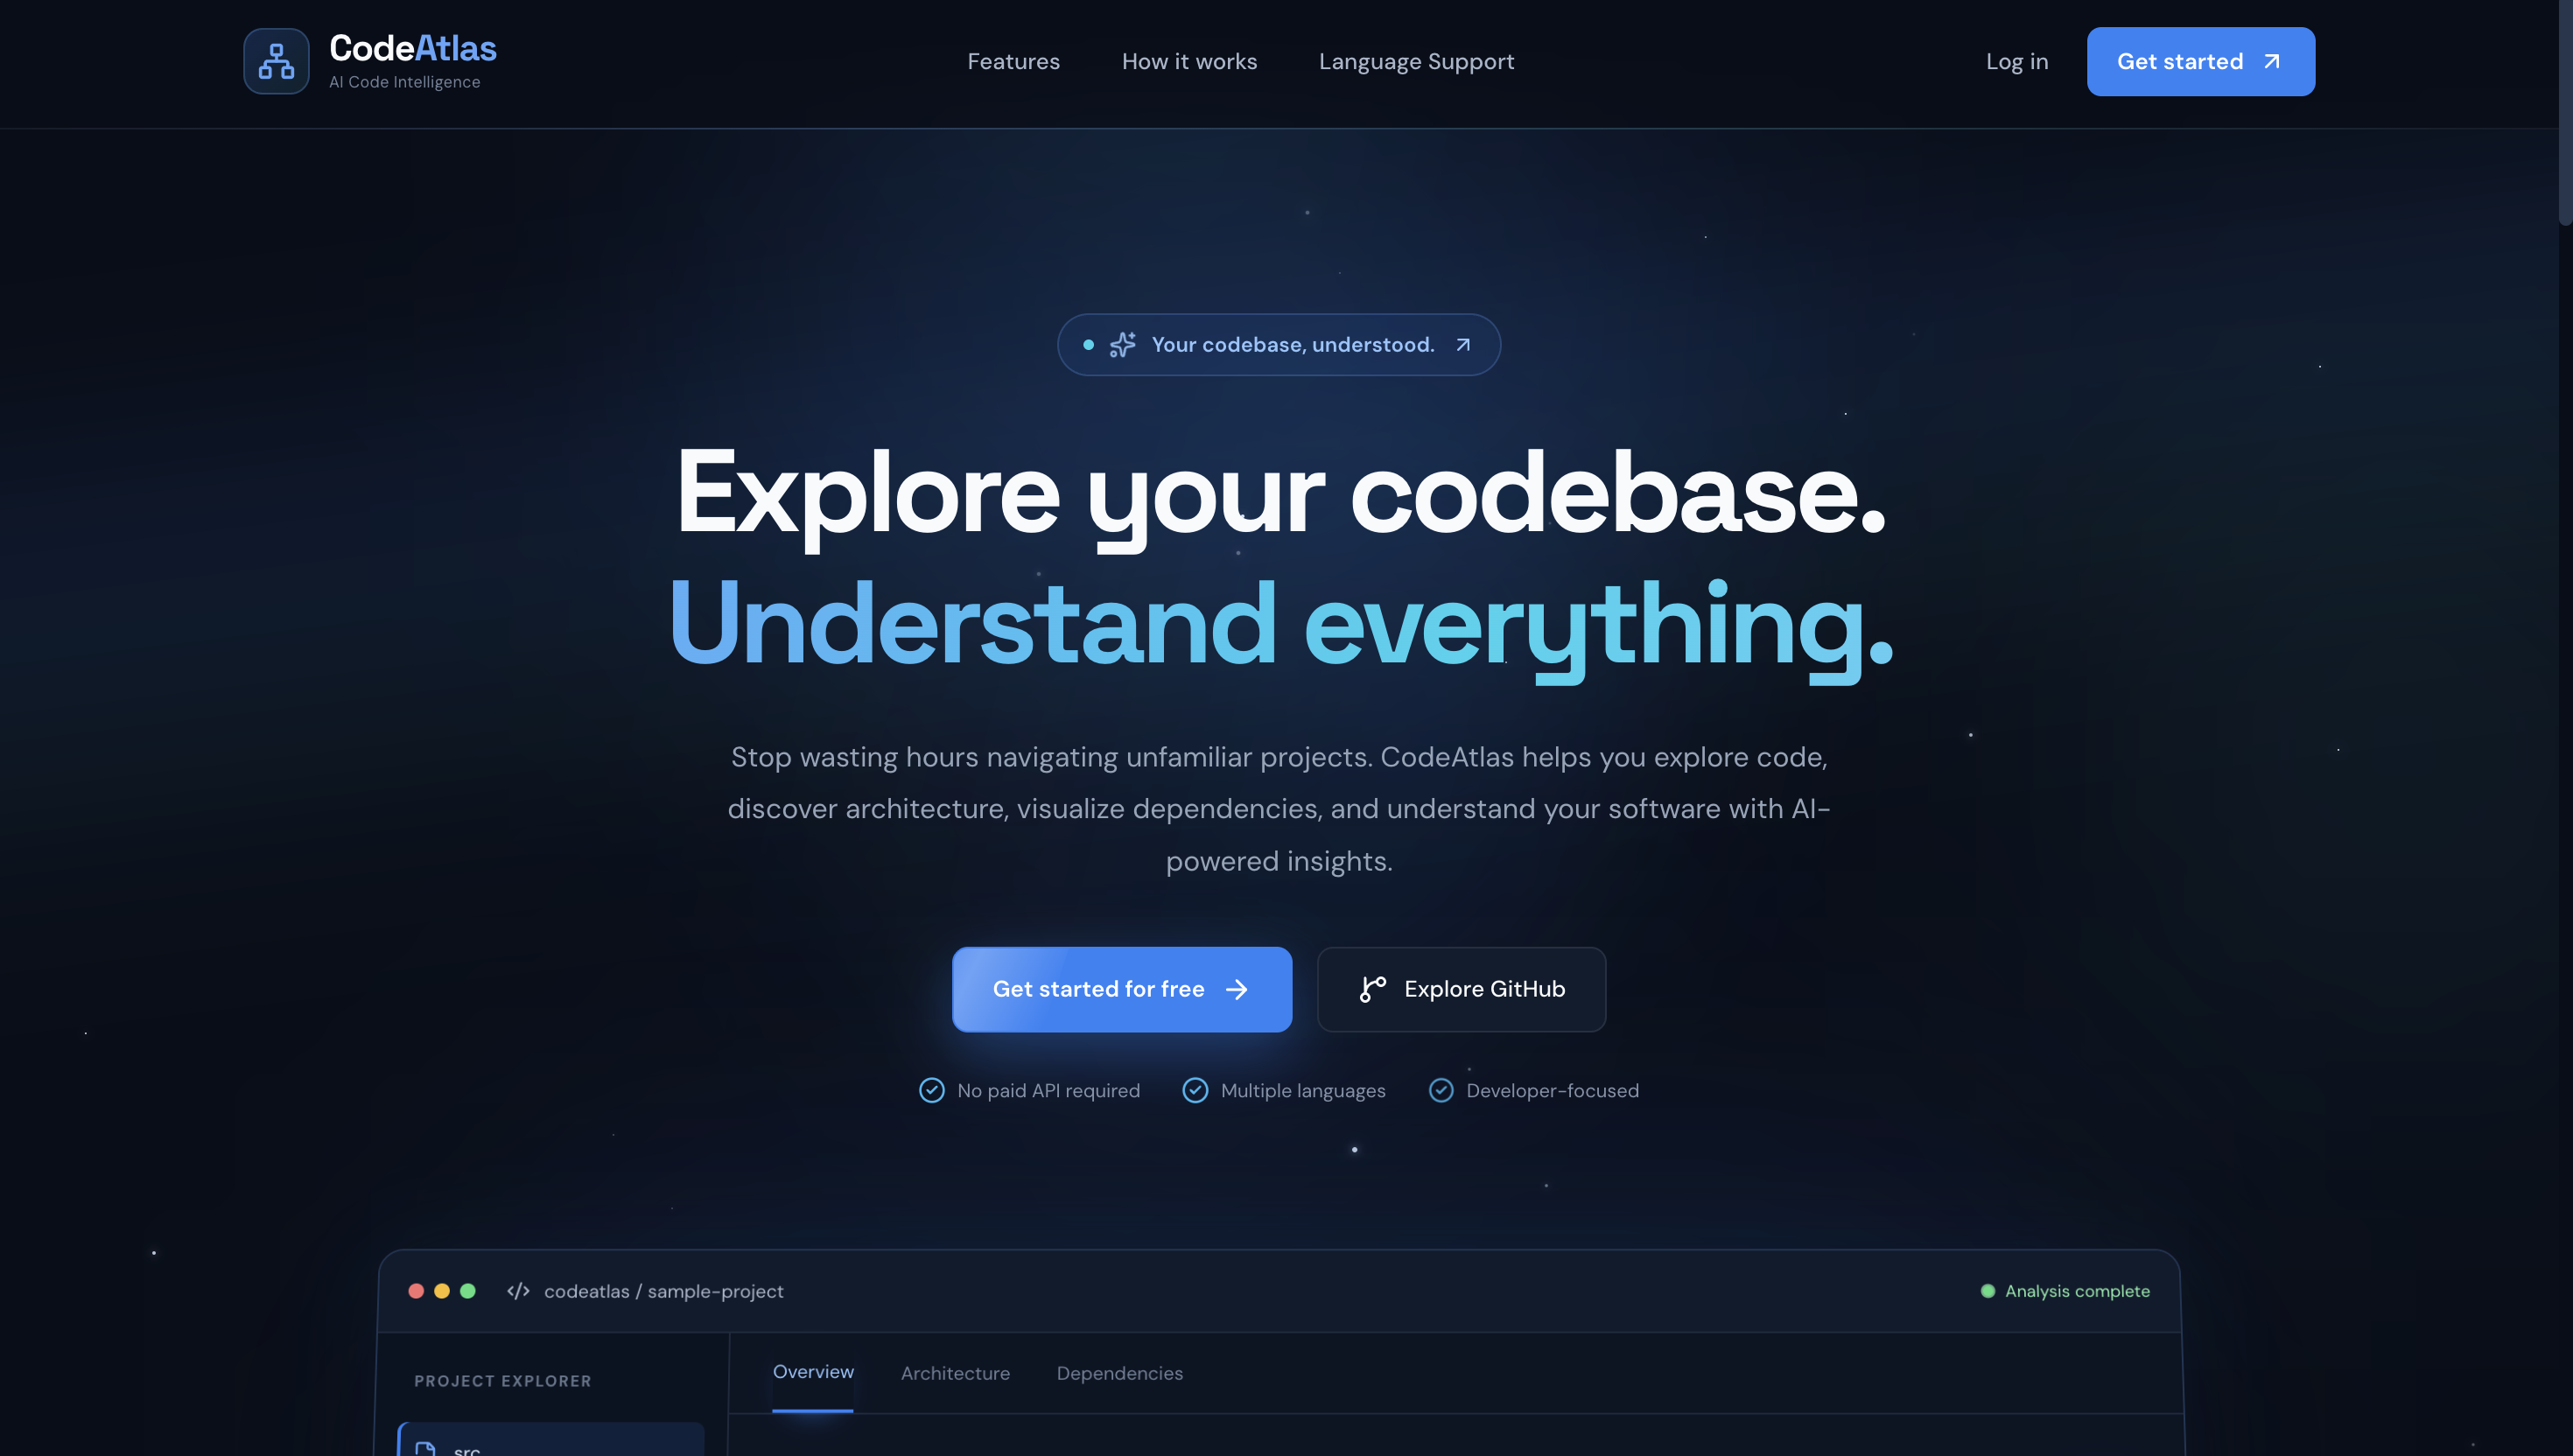 CodeAtlas
AI Code Intelligence
Features How it works Language Support
Log in Get started
Your codebase, understood.
Explore your codebase.
Understand everything.
Stop wasting hours navigating unfamiliar projects. CodeAtlas helps you explore code,
discover architecture, visualize dependencies, and understand your software with AI-
powered insights.
Get started for free Explore GitHub
No paid API required Multiple languages Developer-focused
codeatlas / sample-project Analysis complete
PROJECT EXPLORER Overview Architecture Dependencies
src